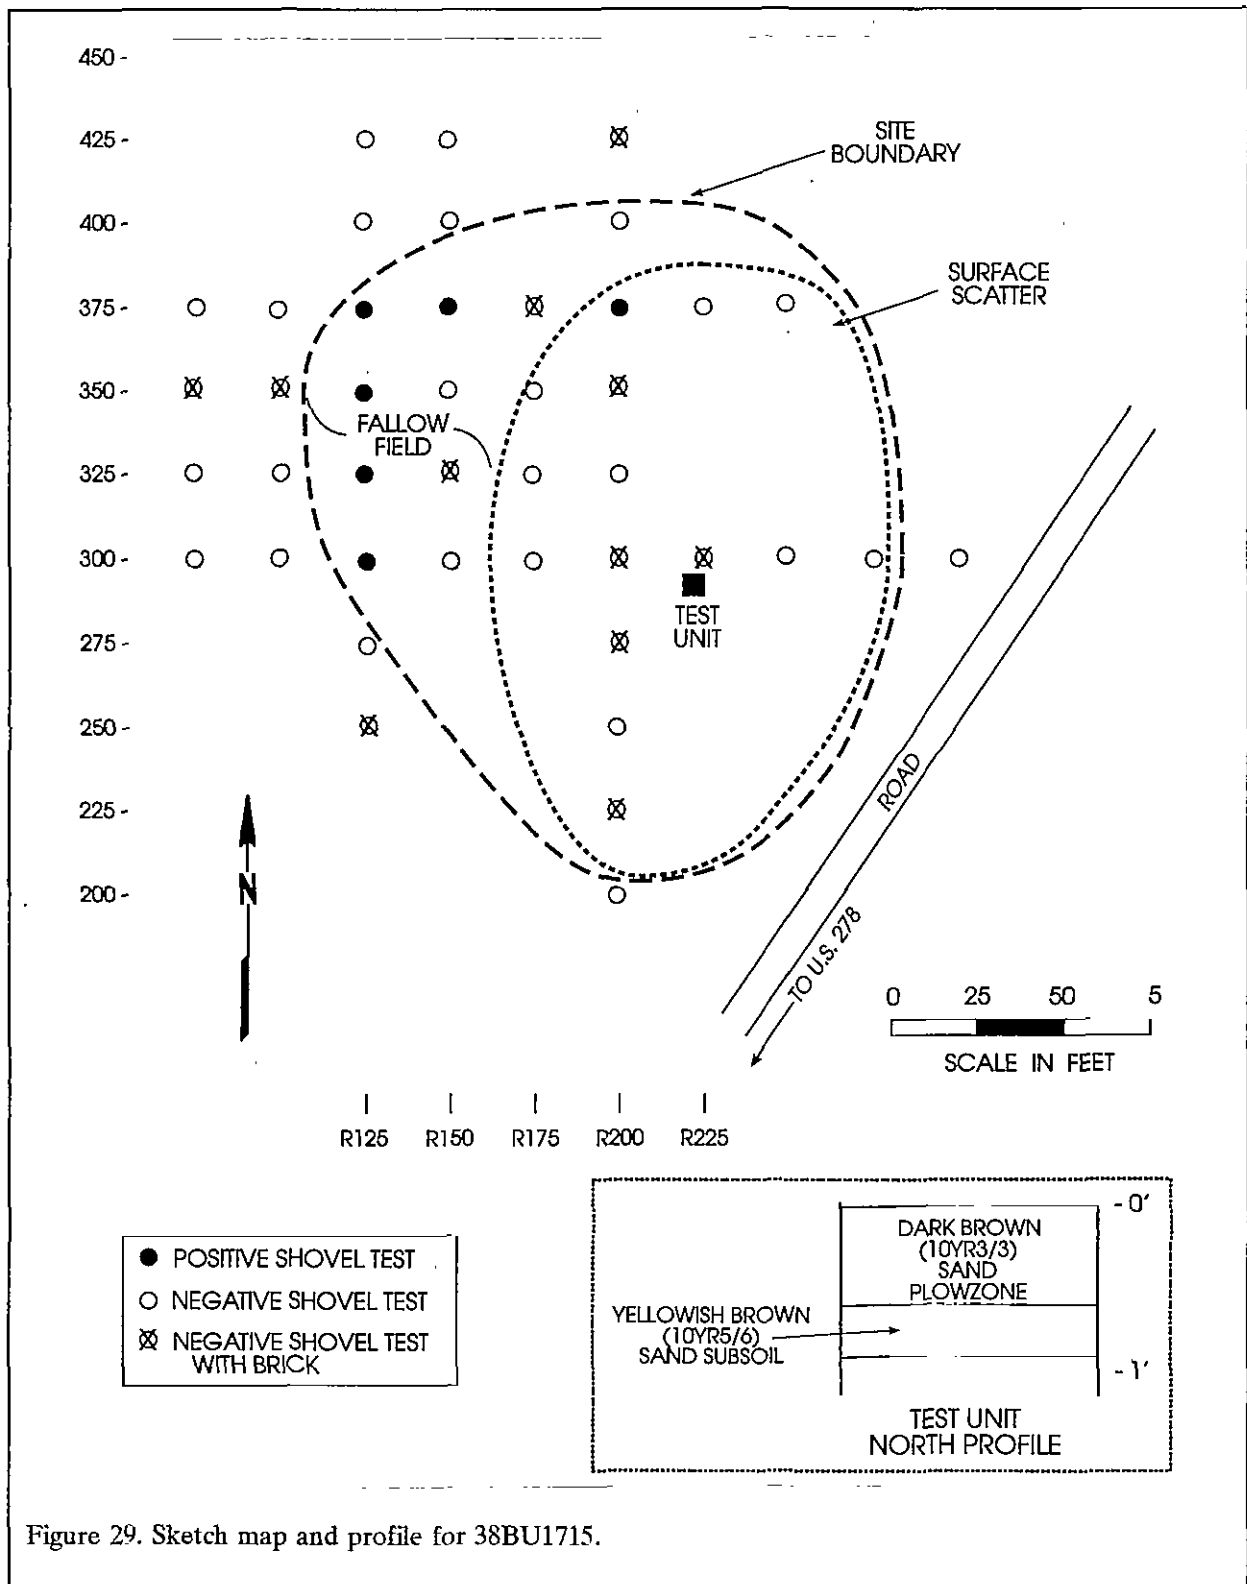 450 -
425 -
400 -
375 -
350 -
325 -
300 -
275 -
250 -
225 -
200 -
SITE
BOUNDARY
SURFACE
SCATTER
FALLOW
FIELD
TEST
UNIT
ROAD
TO U.S. 278
N
0 25 50 5
SCALE IN FEET
R125 R150 R175 R200 R225
POSITIVE SHOVEL TEST
NEGATIVE SHOVEL TEST
NEGATIVE SHOVEL TEST
WITH BRICK
- 0'
DARK BROWN
(10YR3/3)
SAND
PLOWZONE
YELLOWISH BROWN
(10YR5/6)
SAND SUBSOIL
- 1'
TEST UNIT
NORTH PROFILE
Figure 29. Sketch map and profile for 38BU1715.